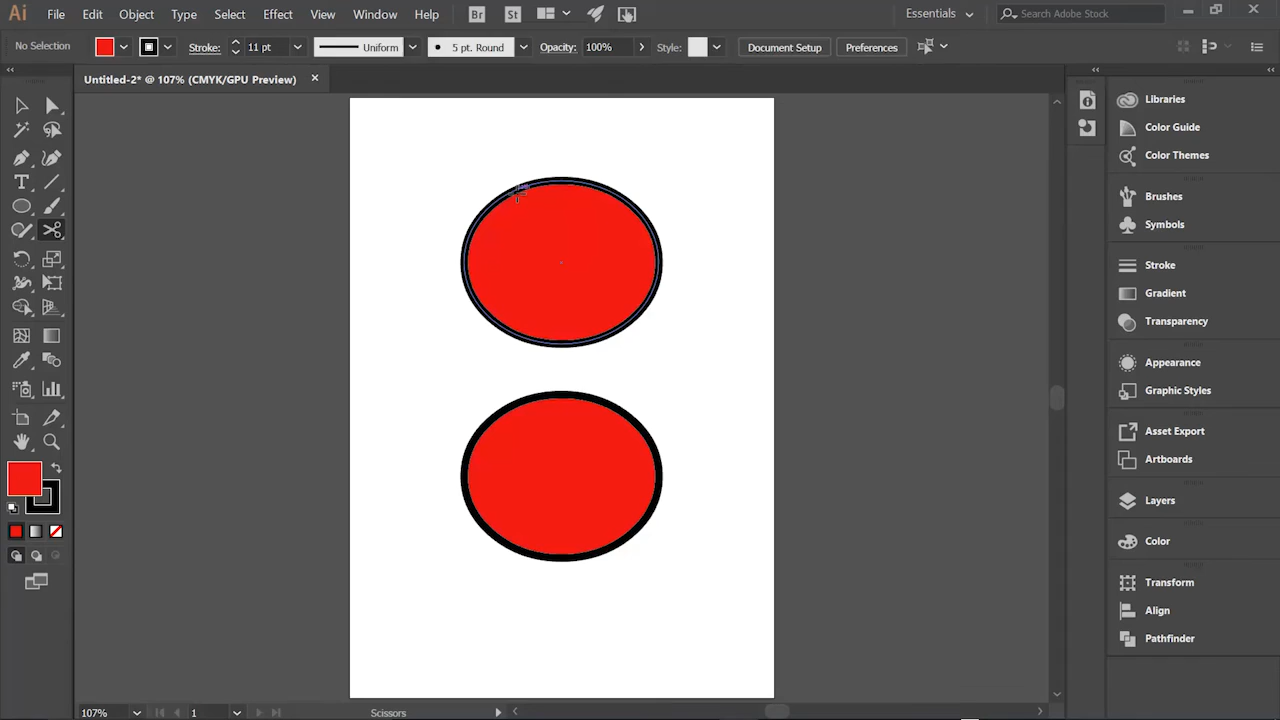 Ai File Edit Object Type Select Effect View Window Help Br St Essentials Search Adobe Stock
No Selection Stroke: 11 pt Uniform 5 pt. Round Opacity: 100% Style: Document Setup Preferences
Untitled-2* @ 107% (CMYK/GPU Preview)
Libraries
Color Guide
Color Themes
Brushes
Symbols
Stroke
Gradient
Transparency
Appearance
Graphic Styles
Asset Export
Artboards
Layers
Color
Transform
Align
Pathfinder
107% 1 Scissors